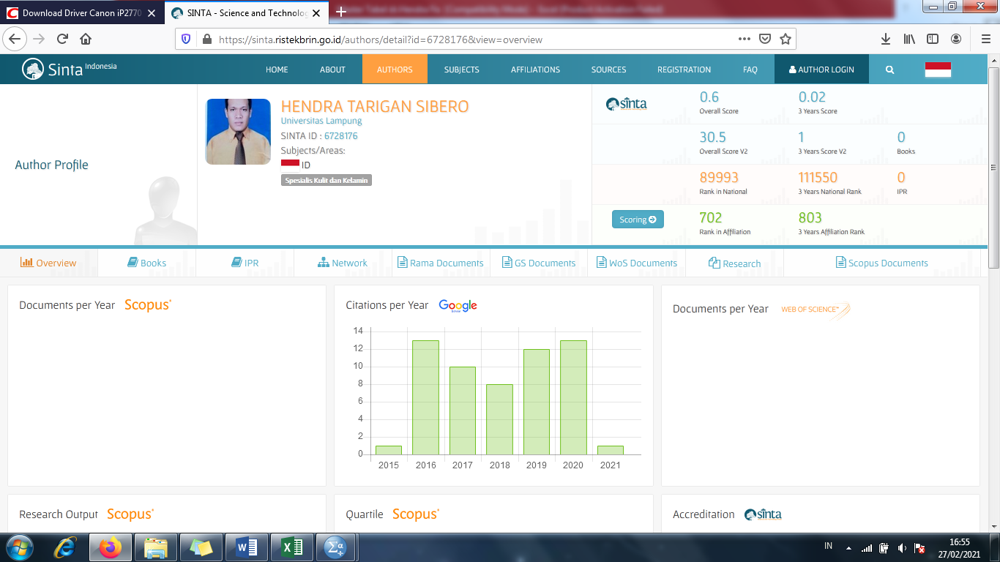 Download Driver Canon iP2770
SINTA - Science and Technolog
https://sinta.ristekbrin.go.id/authors/detail?id=6728176&view=overview
Sinta Indonesia
HOME
ABOUT
AUTHORS
SUBJECTS
AFFILIATIONS
SOURCES
REGISTRATION
FAQ
AUTHOR LOGIN
Author Profile
HENDRA TARIGAN SIBERO
Universitas Lampung
SINTA ID : 6728176
Subjects/Areas:
ID
Spesialis Kulit dan Kelamin
sinta
0.6
Overall Score
0.02
3 Years Score
30.5
Overall Score V2
1
3 Years Score V2
0
Books
89993
Rank in National
111550
3 Years National Rank
0
IPR
Scoring
702
Rank in Affiliation
803
3 Years Affiliation Rank
Overview
Books
IPR
Network
Rama Documents
GS Documents
WoS Documents
Research
Scopus Documents
Documents per Year Scopus
Citations per Year Google
Documents per Year WEB OF SCIENCE
14
12
10
8
6
4
2
0
2015 2016 2017 2018 2019 2020 2021
Research Output Scopus
Quartile Scopus
Accreditation sinta
IN
16:55
27/02/2021